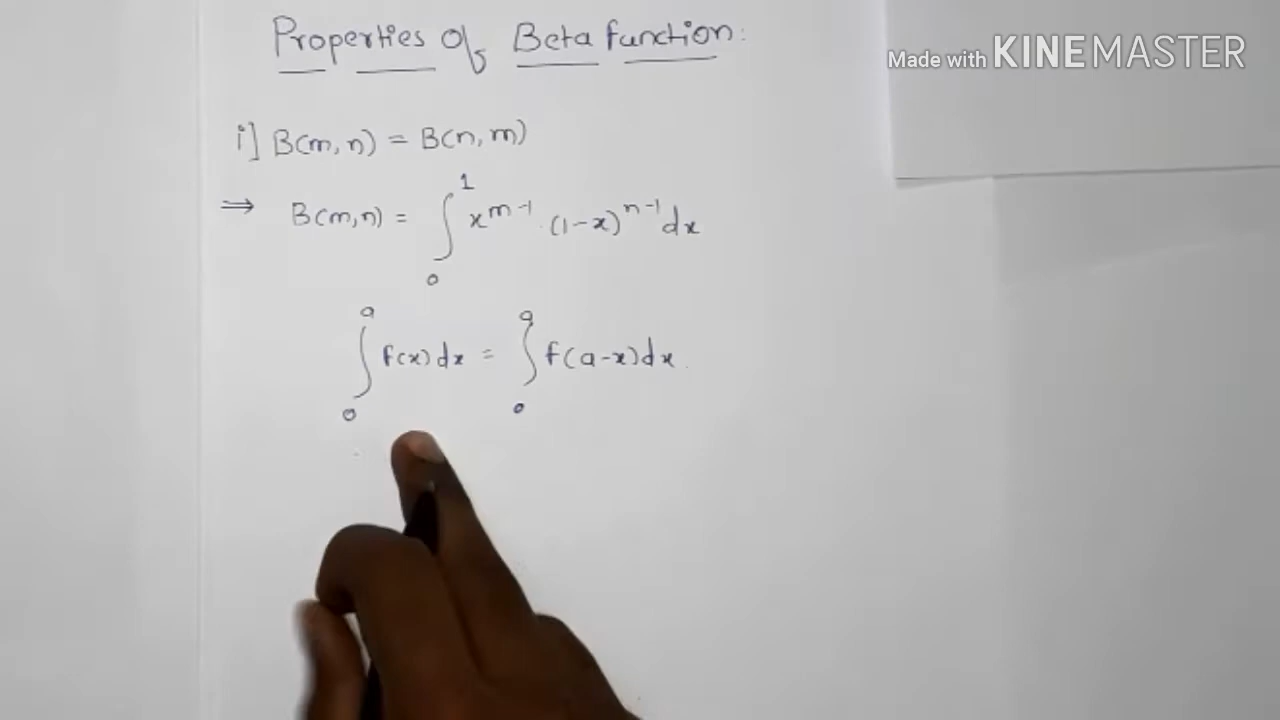 Properties of Beta function:
Made with KINEMASTER
i] B(m, n) = B(n, m)
⇒ B(m,n) = ∫₀¹ x^{m-1} . (1-x)^{n-1} dx
∫₀ᵃ f(x) dx = ∫₀ᵃ f(a-x) dx.